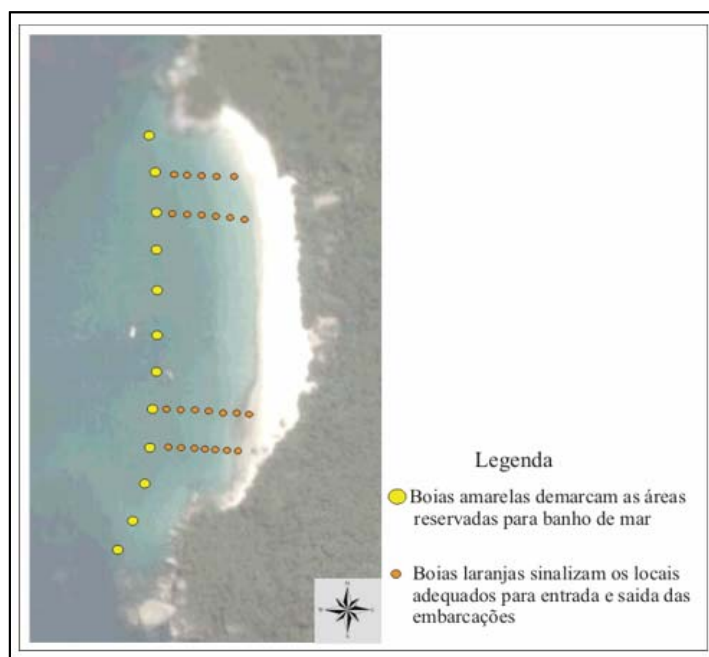 Legenda
Boias amarelas demarcam as áreas
reservadas para banho de mar
Boias laranjas sinalizam os locais
adequados para entrada e saida das
embarcações